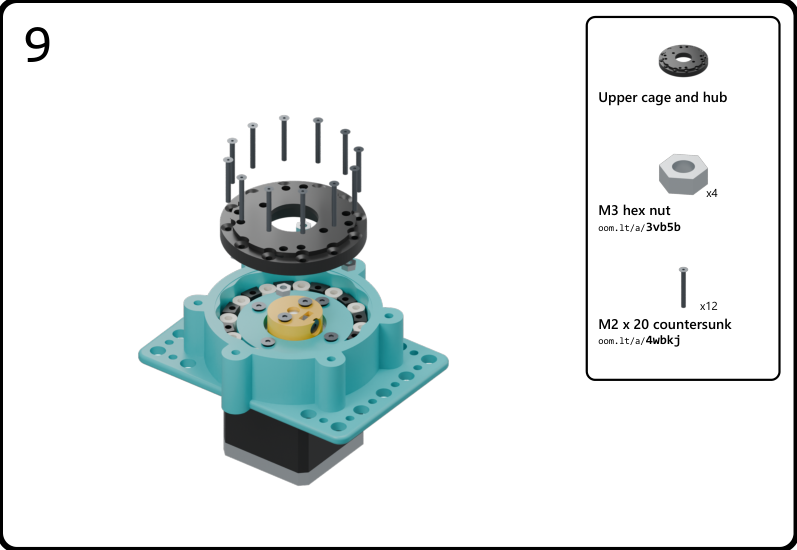 9
Upper cage and hub
x4
M3 hex nut
oom.lt/a/3vb5b
x12
M2 x 20 countersunk
oom.lt/a/4wbkj